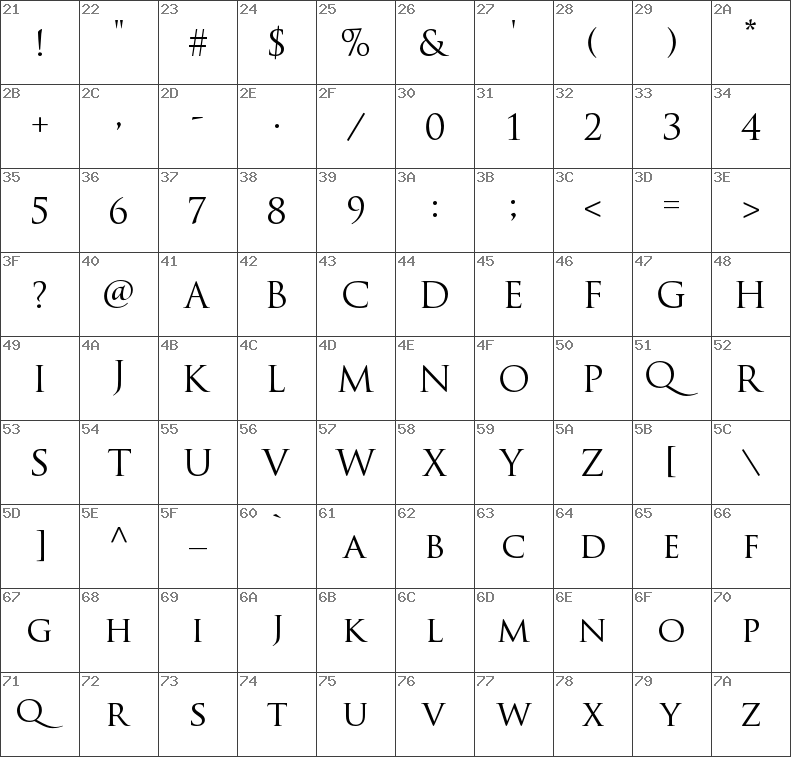 21 22 23 24 25 26 27 28 29 2A
! " # $ % & ' ( ) *
2B 2C 2D 2E 2F 30 31 32 33 34
+ , - . / 0 1 2 3 4
35 36 37 38 39 3A 3B 3C 3D 3E
5 6 7 8 9 : ; < = >
3F 40 41 42 43 44 45 46 47 48
? @ A B C D E F G H
49 4A 4B 4C 4D 4E 4F 50 51 52
I J K L M N O P Q R
53 54 55 56 57 58 59 5A 5B 5C
S T U V W X Y Z [ \
5D 5E 5F 60 61 62 63 64 65 66
] ^ _ ` A B C D E F
67 68 69 6A 6B 6C 6D 6E 6F 70
G H I J K L M N O P
71 72 73 74 75 76 77 78 79 7A
Q R S T U V W X Y Z